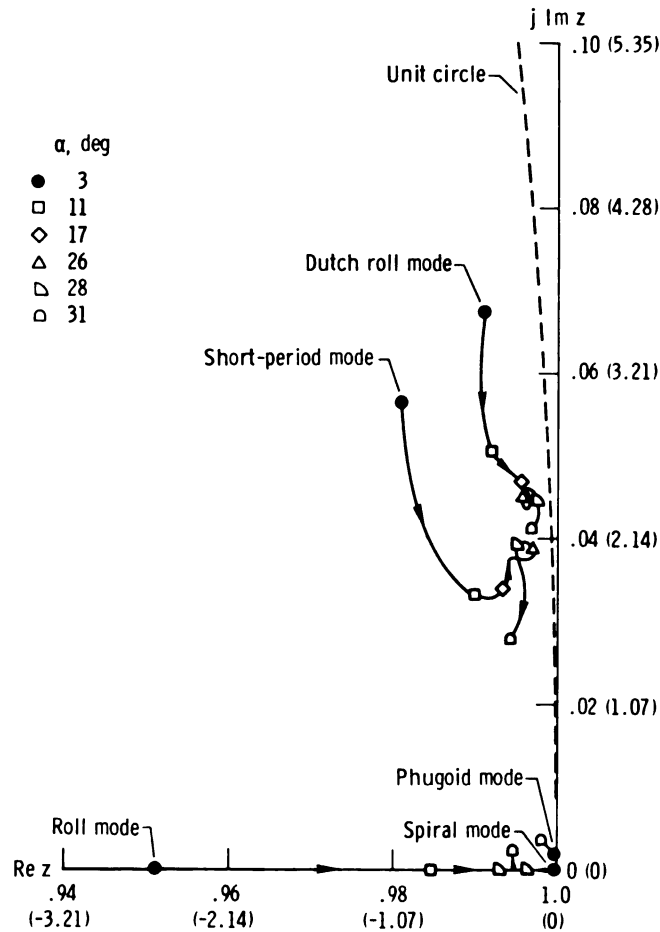 j Im z
.10 (5.35)
Unit circle
α, deg
3
11
17
26
28
31
.08 (4.28)
Dutch roll mode
Short-period mode
.06 (3.21)
.04 (2.14)
.02 (1.07)
Phugoid mode
Spiral mode
Roll mode
Re z
0 (0)
.94 .96 .98 1.0
(-3.21) (-2.14) (-1.07) (0)